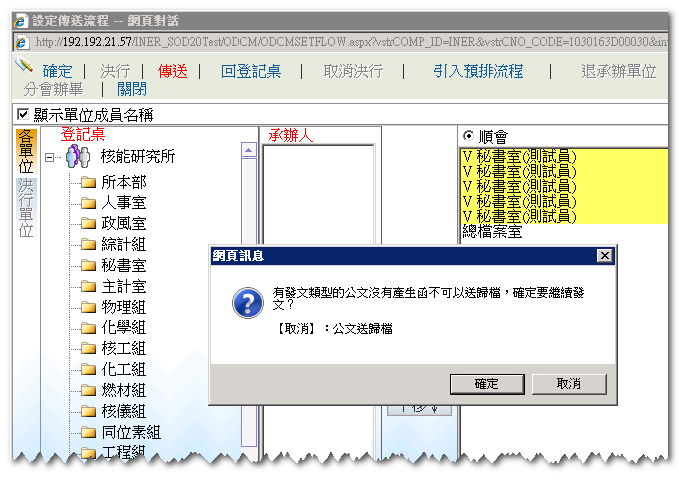 設定傳送流程 -- 網頁對話
http://192.192.21.57/INER_SOD20Test/ODCM/ODCMSETFLOW.aspx?vstrCOMP_ID=INER&vstrCNO_CODE=1030163D00030&int
確定 | 決行 | 傳送 | 回登記桌 | 取消決行 | 引入預排流程 | 退承辦單位
分會辦畢 | 關閉
顯示單位成員名稱
各單位
決行單位
登記桌
核能研究所
所本部
人事室
政風室
綜計組
秘書室
主計室
物理組
化學組
核工組
化工組
燃材組
核儀組
同位素組
工程組
承辦人
順會
V 秘書室(測試員)
V 秘書室(測試員)
V 秘書室(測試員)
V 秘書室(測試員)
V 秘書室(測試員)
總檔案室
網頁訊息
有發文類型的公文沒有產生函不可以送歸檔，確定要繼續發
文？
【取消】：公文送歸檔
確定
取消